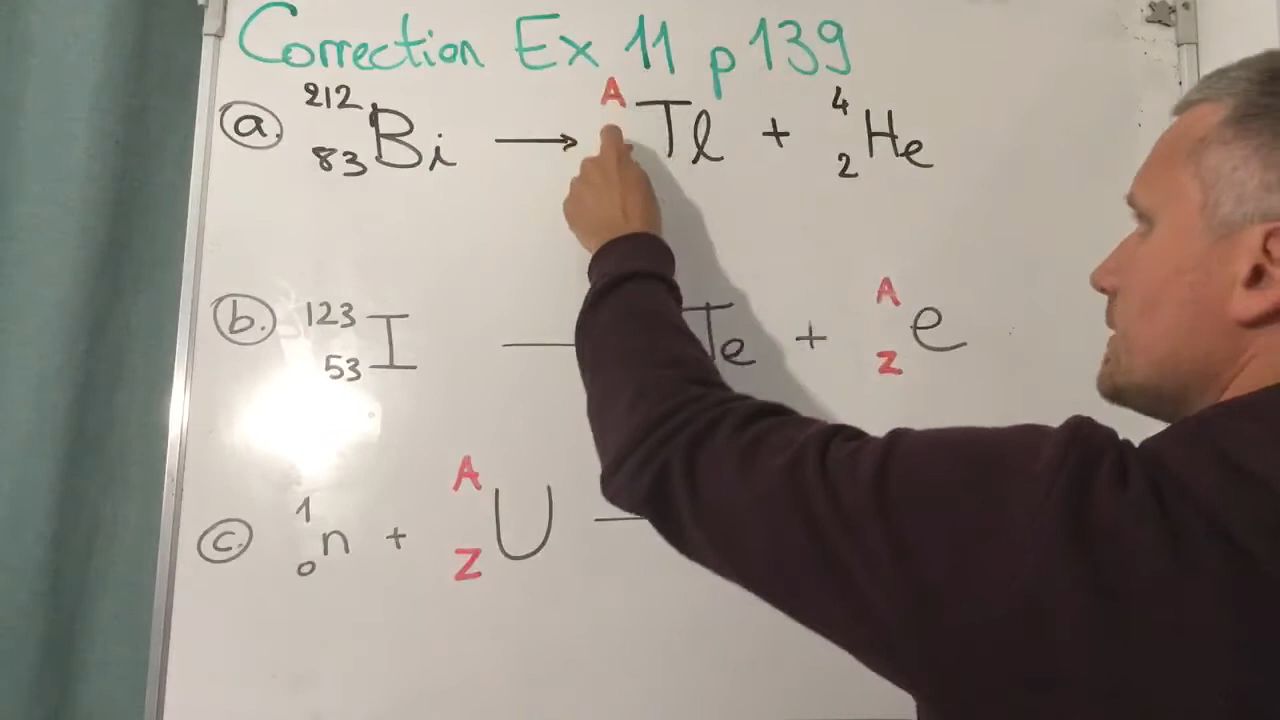 Correction Ex 11 p 139
a. ²¹²₈₃Bi → ᴬTl + ⁴₂He
b. ¹²³₅₃I Te + ᴬ_Z e
c. ¹₀n + ᴬ_Z U